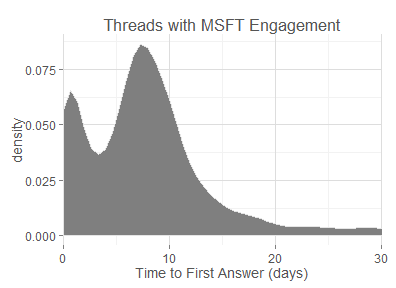 Threads with MSFT Engagement
0.075
0.050
0.025
0.000
density
0 10 20 30
Time to First Answer (days)